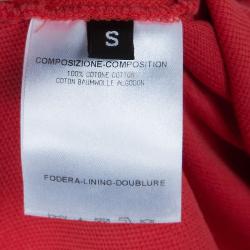 S
COMPOSIZIONE-COMPOSITION
100% COTONE COTTON
COTON BAUMWOLLE ALGODON
FODERA-LINING-DOUBLURE